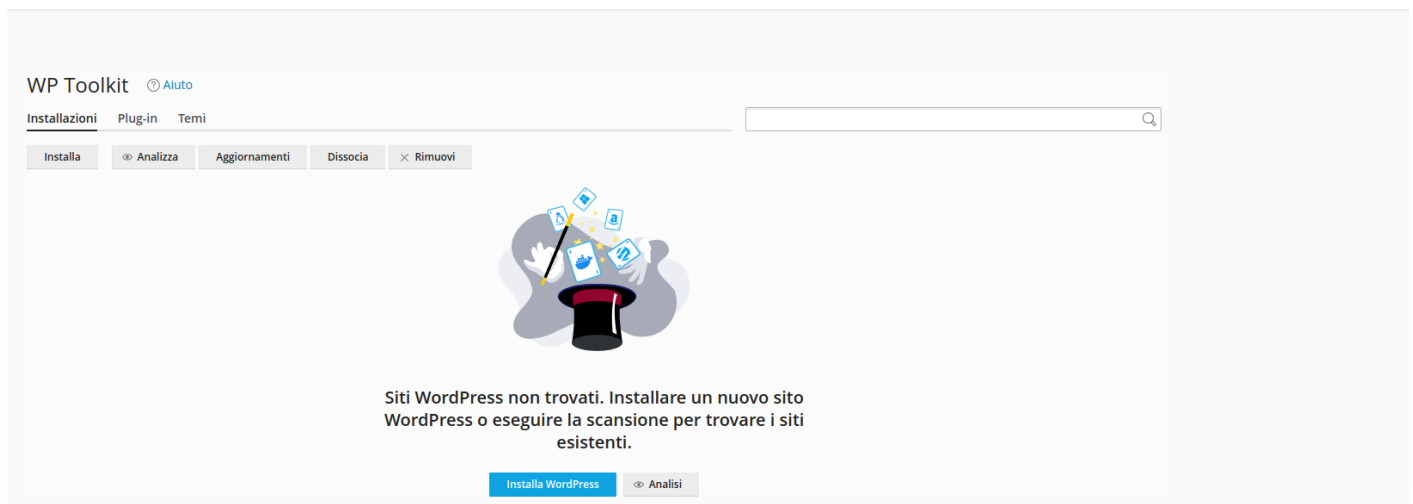 WP Toolkit ? Aiuto
Installazioni Plug-in Temi
Installa Analizza Aggiornamenti Dissocia Rimuovi
a
Siti WordPress non trovati. Installare un nuovo sito
WordPress o eseguire la scansione per trovare i siti
esistenti.
Installa WordPress Analisi